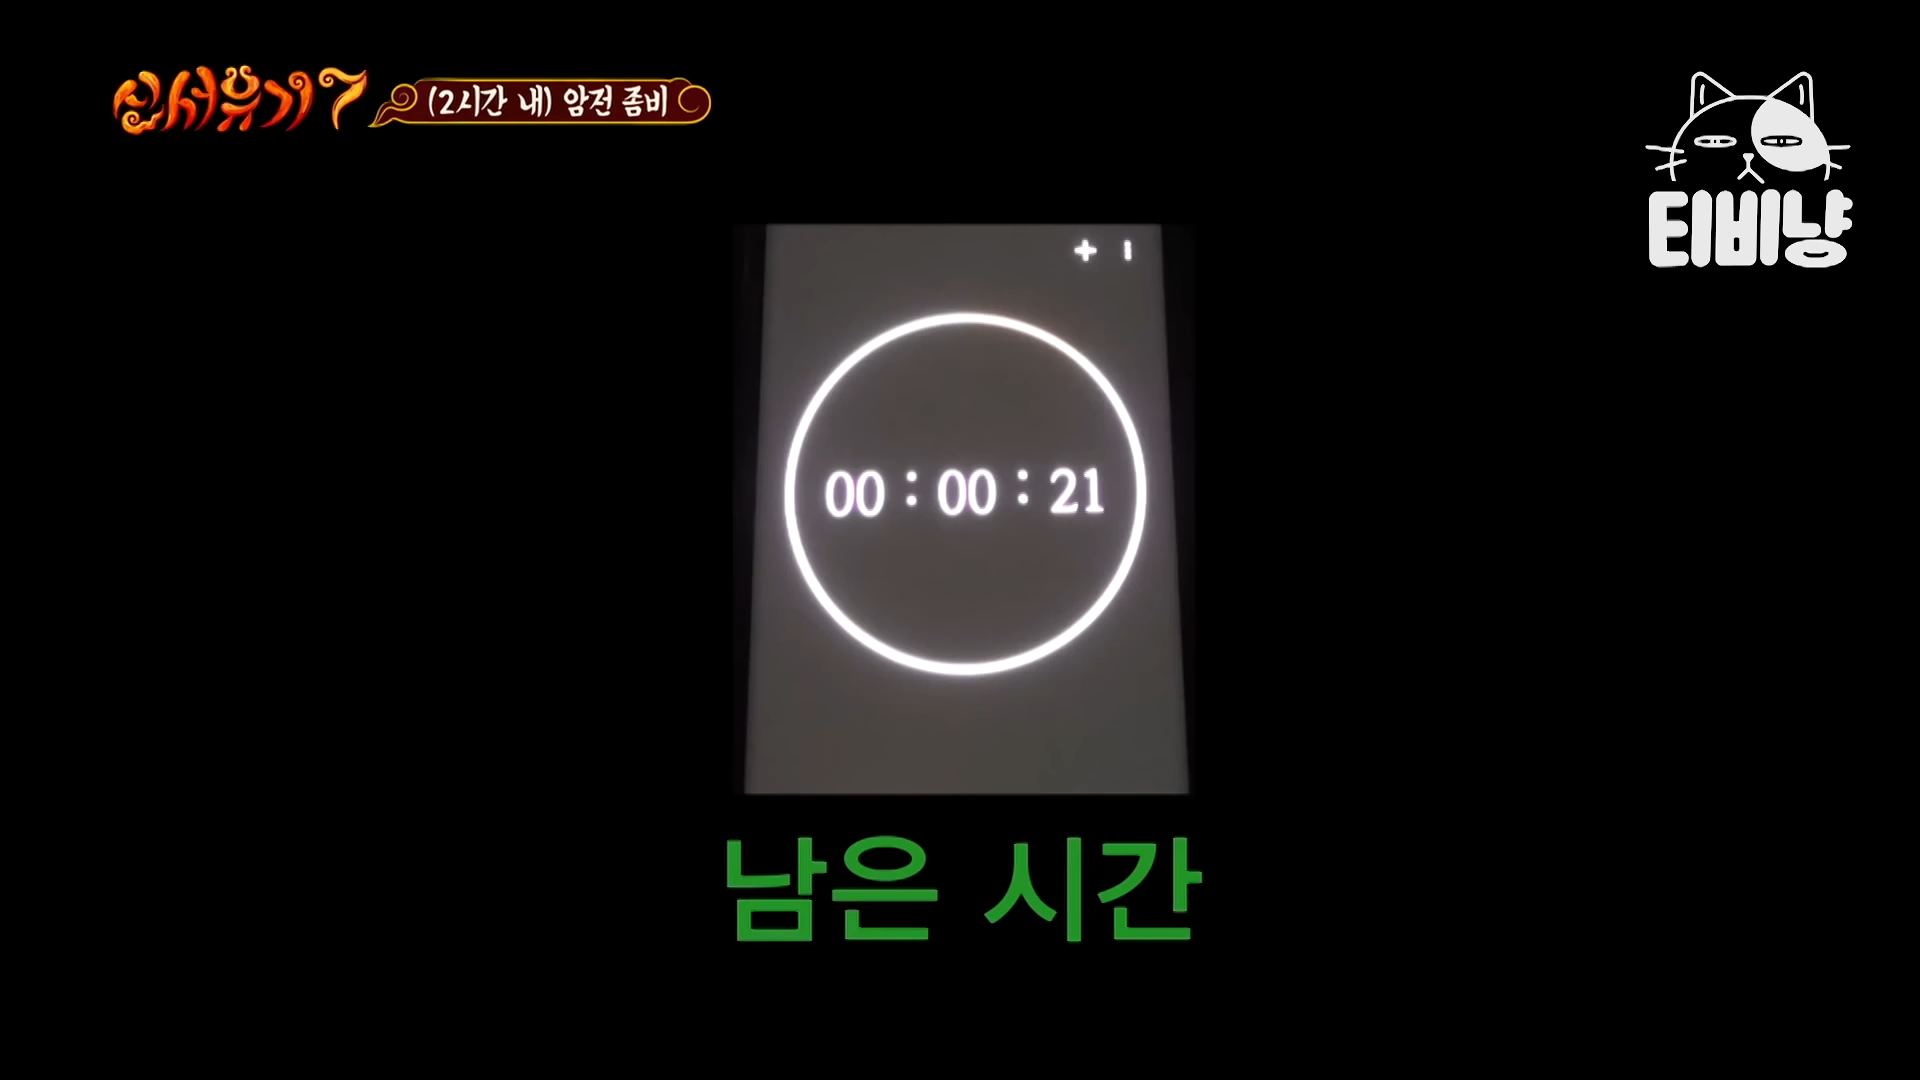 신서유기 7
(2시간 내) 암전 좀비
티비냥
00 : 00 : 21
남은 시간